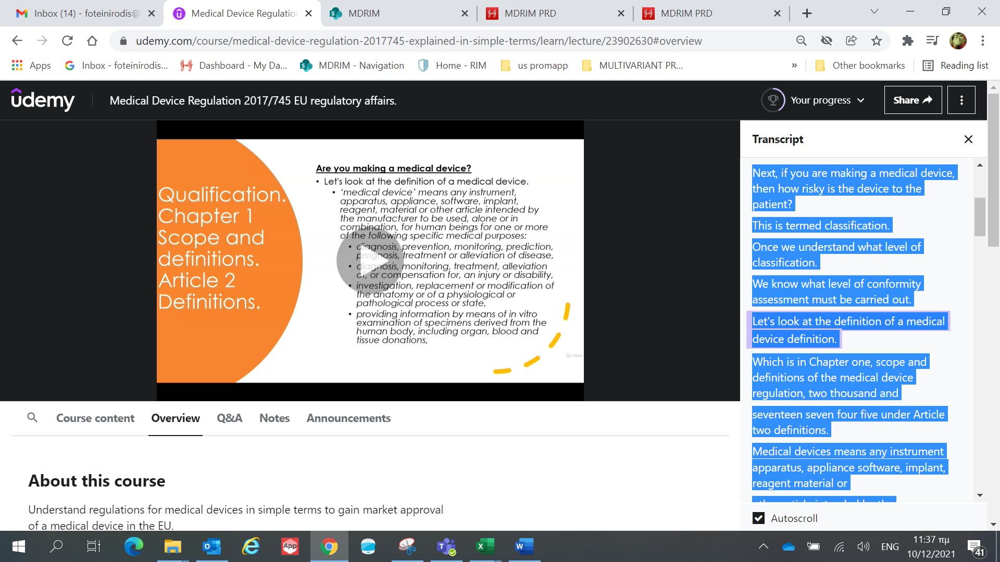 Inbox (14) - foteinirodis@
Medical Device Regulation
MDRIM
MDRIM PRD
MDRIM PRD
udemy.com/course/medical-device-regulation-2017745-explained-in-simple-terms/learn/lecture/23902630#overview
Apps
Inbox - foteinirodis...
Dashboard - My Da...
MDRIM - Navigation
Home - RIM
us promapp
MULTIVARIANT PR...
»
Other bookmarks
Reading list
udemy
Medical Device Regulation 2017/745 EU regulatory affairs.
Your progress
Share
Qualification.
Chapter 1
Scope and
definitions.
Article 2
Definitions.
Are you making a medical device?
• Let's look at the definition of a medical device.
• 'medical device' means any instrument,
apparatus, appliance, software, implant,
reagent, material or other article intended by
the manufacturer to be used, alone or in
combination, for human beings for one or more
of the following specific medical purposes:
• diagnosis, prevention, monitoring, prediction,
prognosis, treatment or alleviation of disease,
• diagnosis, monitoring, treatment, alleviation
of, or compensation for, an injury or disability,
• investigation, replacement or modification of
the anatomy or of a physiological or
pathological process or state,
• providing information by means of in vitro
examination of specimens derived from the
human body, including organ, blood and
tissue donations,
Udemy
Transcript
Next, if you are making a medical device,
then how risky is the device to the
patient?
This is termed classification.
Once we understand what level of
classification.
We know what level of conformity
assessment must be carried out.
Let's look at the definition of a medical
device definition.
Which is in Chapter one, scope and
definitions of the medical device
regulation, two thousand and
seventeen seven four five under Article
two definitions.
Medical devices means any instrument
apparatus, appliance software, implant,
reagent material or
Autoscroll
Course content
Overview
Q&A
Notes
Announcements
About this course
Understand regulations for medical devices in simple terms to gain market approval
of a medical device in the EU.
App
ENG
11:37 πμ
10/12/2021
41